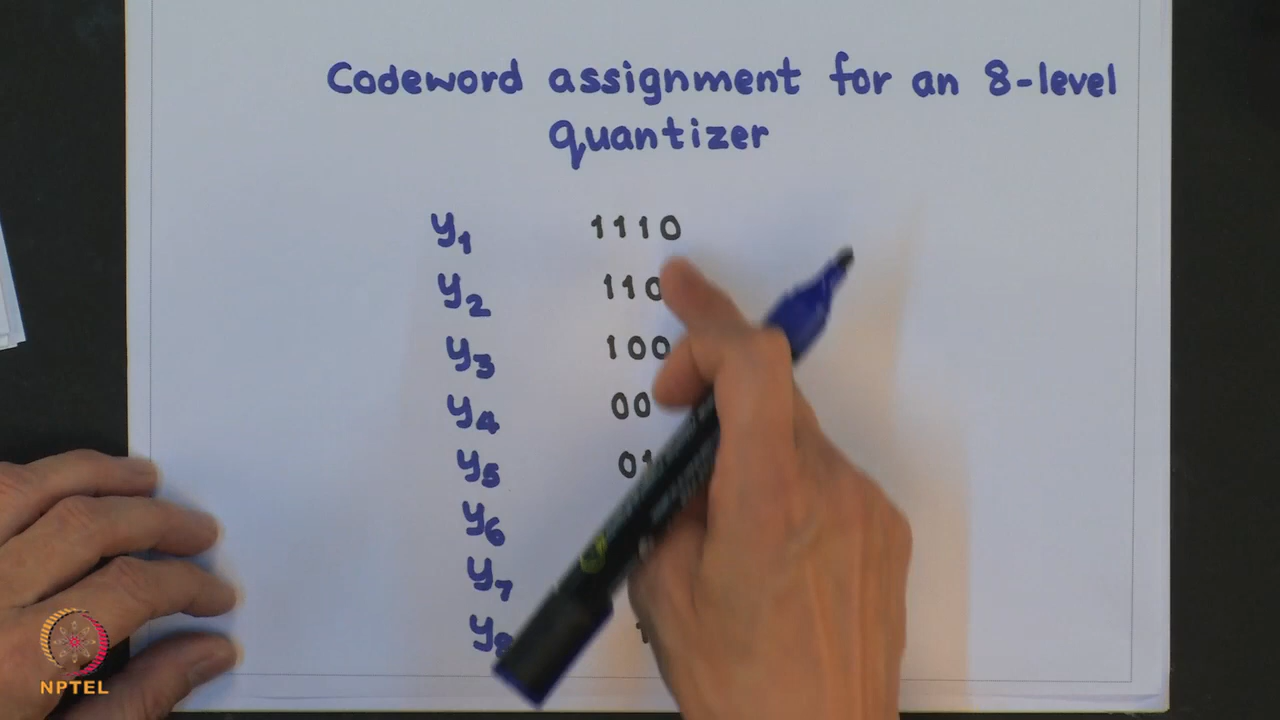 Codeword assignment for an 8-level
quantizer
y1 1110
y2 110
y3 100
y4 00
y5 01
y6
y7
y8
NPTEL